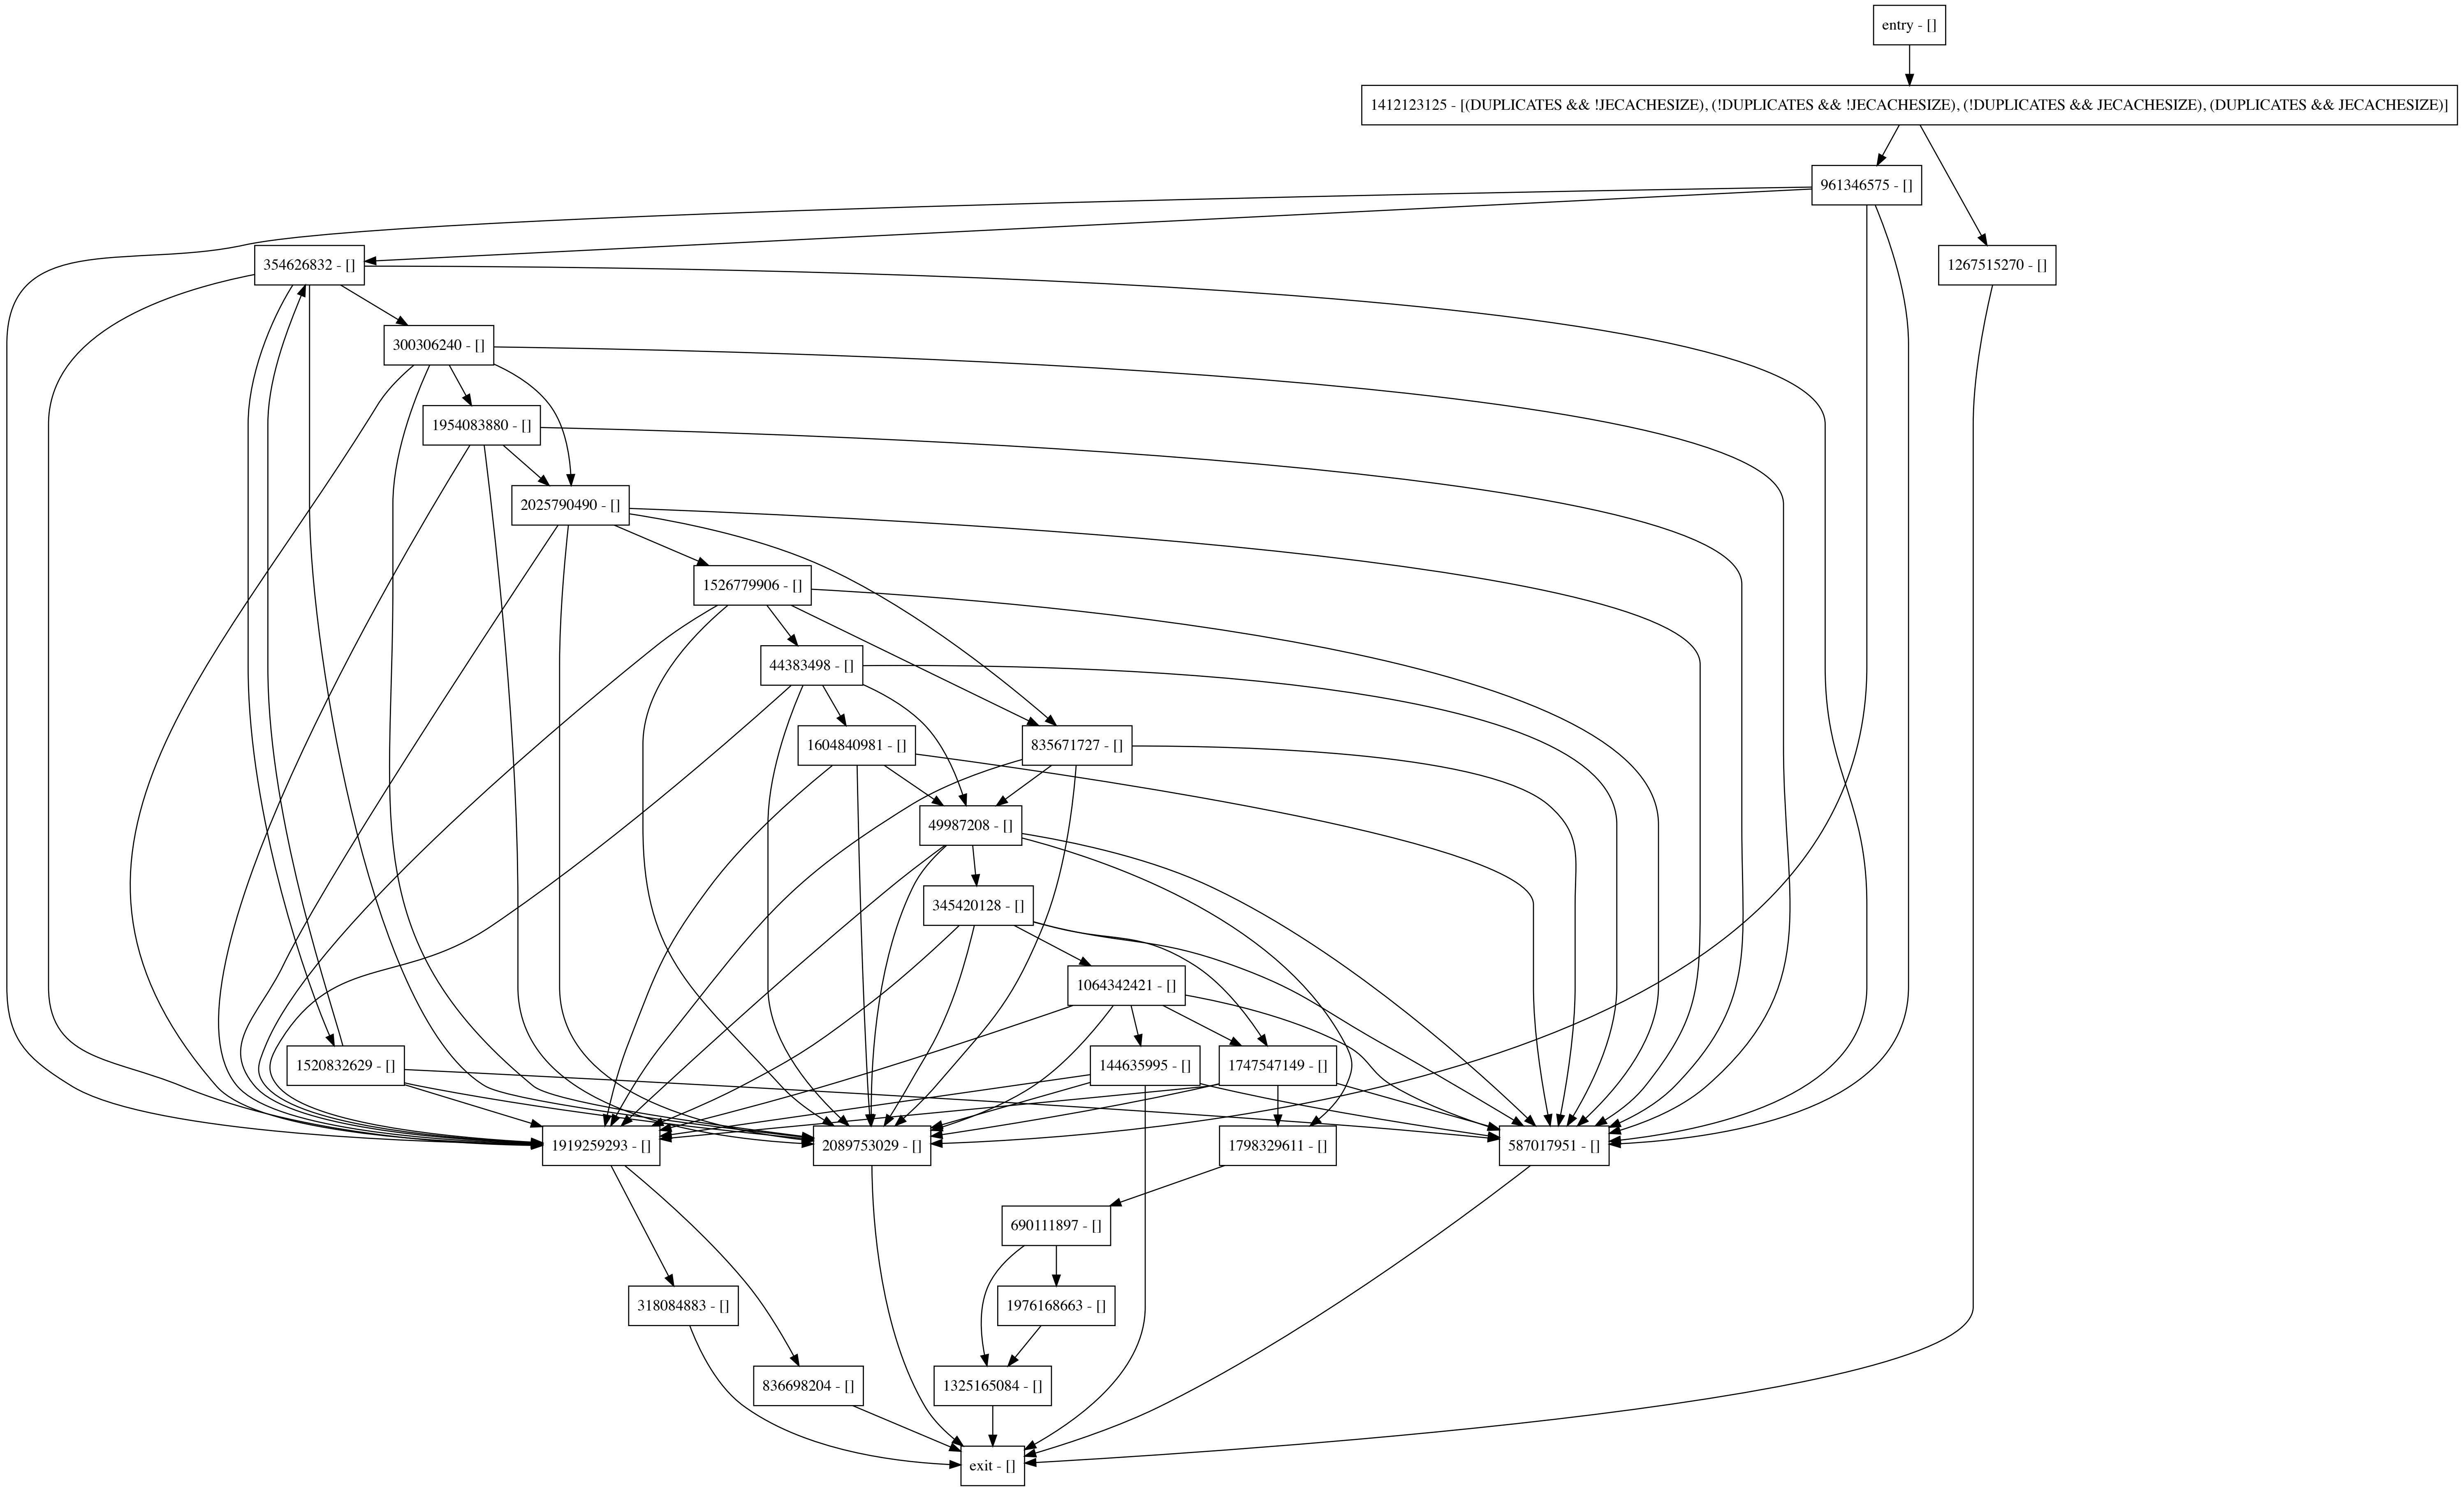 entry - []
1412123125 - [(DUPLICATES && !JECACHESIZE), (!DUPLICATES && !JECACHESIZE), (!DUPLICATES && JECACHESIZE), (DUPLICATES && JECACHESIZE)]
961346575 - []
354626832 - []
1267515270 - []
300306240 - []
1954083880 - []
2025790490 - []
1526779906 - []
44383498 - []
1604840981 - []
835671727 - []
49987208 - []
345420128 - []
1064342421 - []
1520832629 - []
144635995 - []
1747547149 - []
1919259293 - []
2089753029 - []
1798329611 - []
587017951 - []
690111897 - []
318084883 - []
1976168663 - []
836698204 - []
1325165084 - []
exit - []